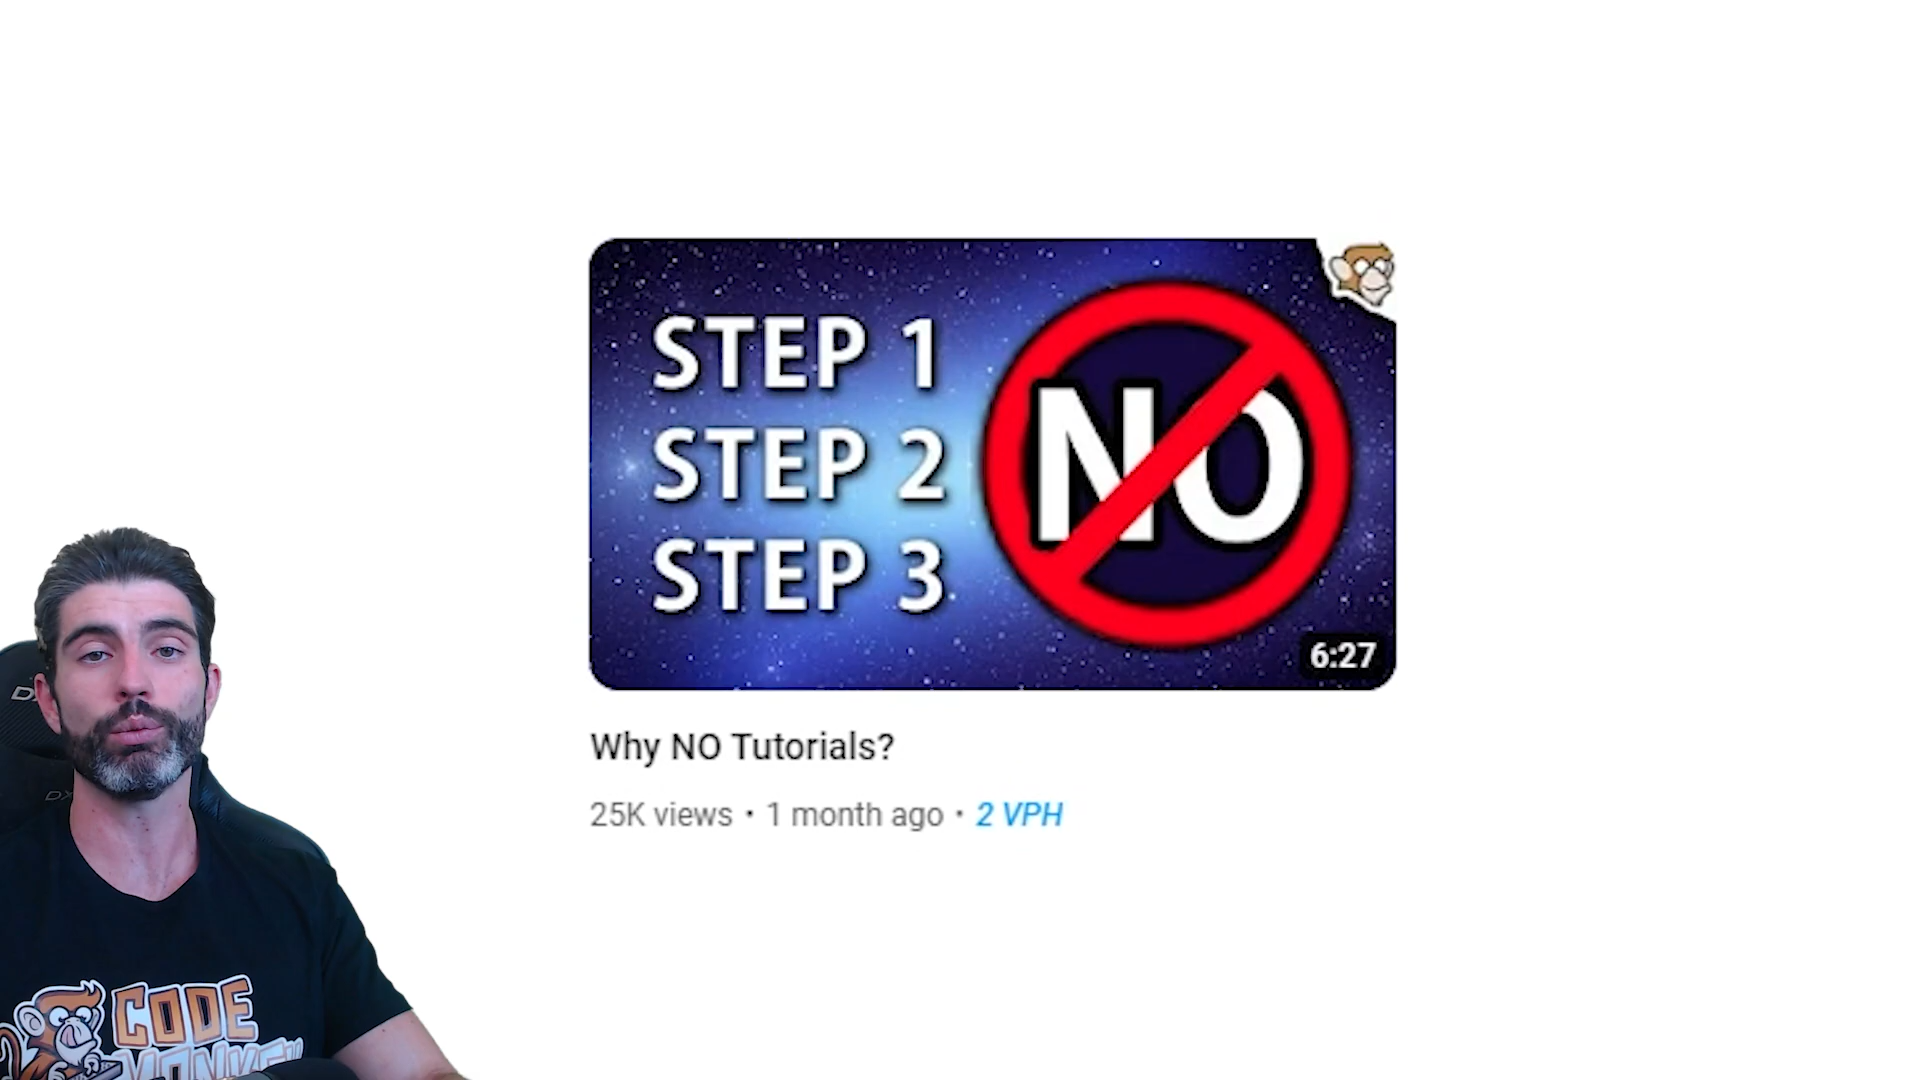 STEP 1
STEP 2
STEP 3
NO
6:27
Why NO Tutorials?
25K views • 1 month ago • 2 VPH
CODE
MONKEY